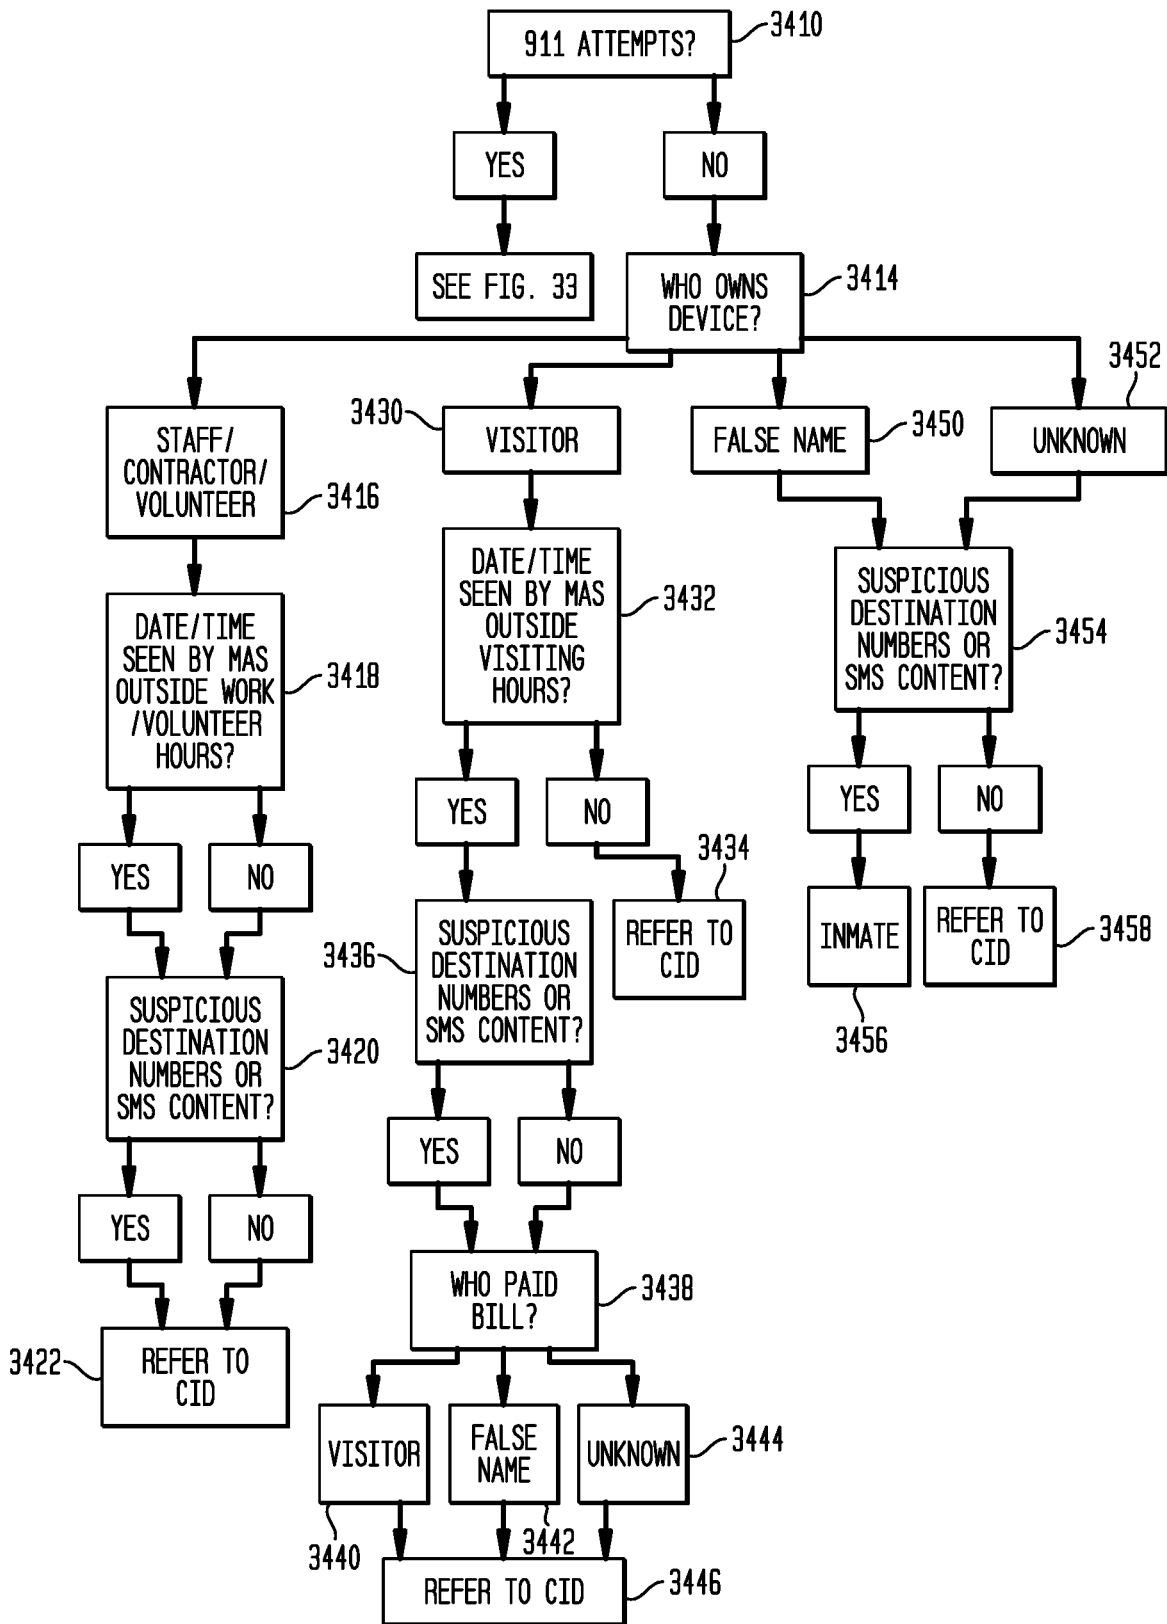 911 ATTEMPTS?
3410
YES
NO
SEE FIG. 33
WHO OWNS
DEVICE?
3414
STAFF/
CONTRACTOR/
VOLUNTEER
3416
3430
VISITOR
FALSE NAME
3450
3452
UNKNOWN
DATE/TIME
SEEN BY MAS
OUTSIDE WORK
/VOLUNTEER
HOURS?
3418
DATE/TIME
SEEN BY MAS
OUTSIDE
VISITING
HOURS?
3432
SUSPICIOUS
DESTINATION
NUMBERS OR
SMS CONTENT?
3454
YES
NO
YES
NO
YES
NO
3434
SUSPICIOUS
DESTINATION
NUMBERS OR
SMS CONTENT?
3420
3436
SUSPICIOUS
DESTINATION
NUMBERS OR
SMS CONTENT?
REFER TO
CID
INMATE
3456
REFER TO
CID
3458
YES
NO
YES
NO
3422
REFER TO
CID
WHO PAID
BILL?
3438
VISITOR
3440
FALSE
NAME
3442
UNKNOWN
3444
REFER TO CID
3446